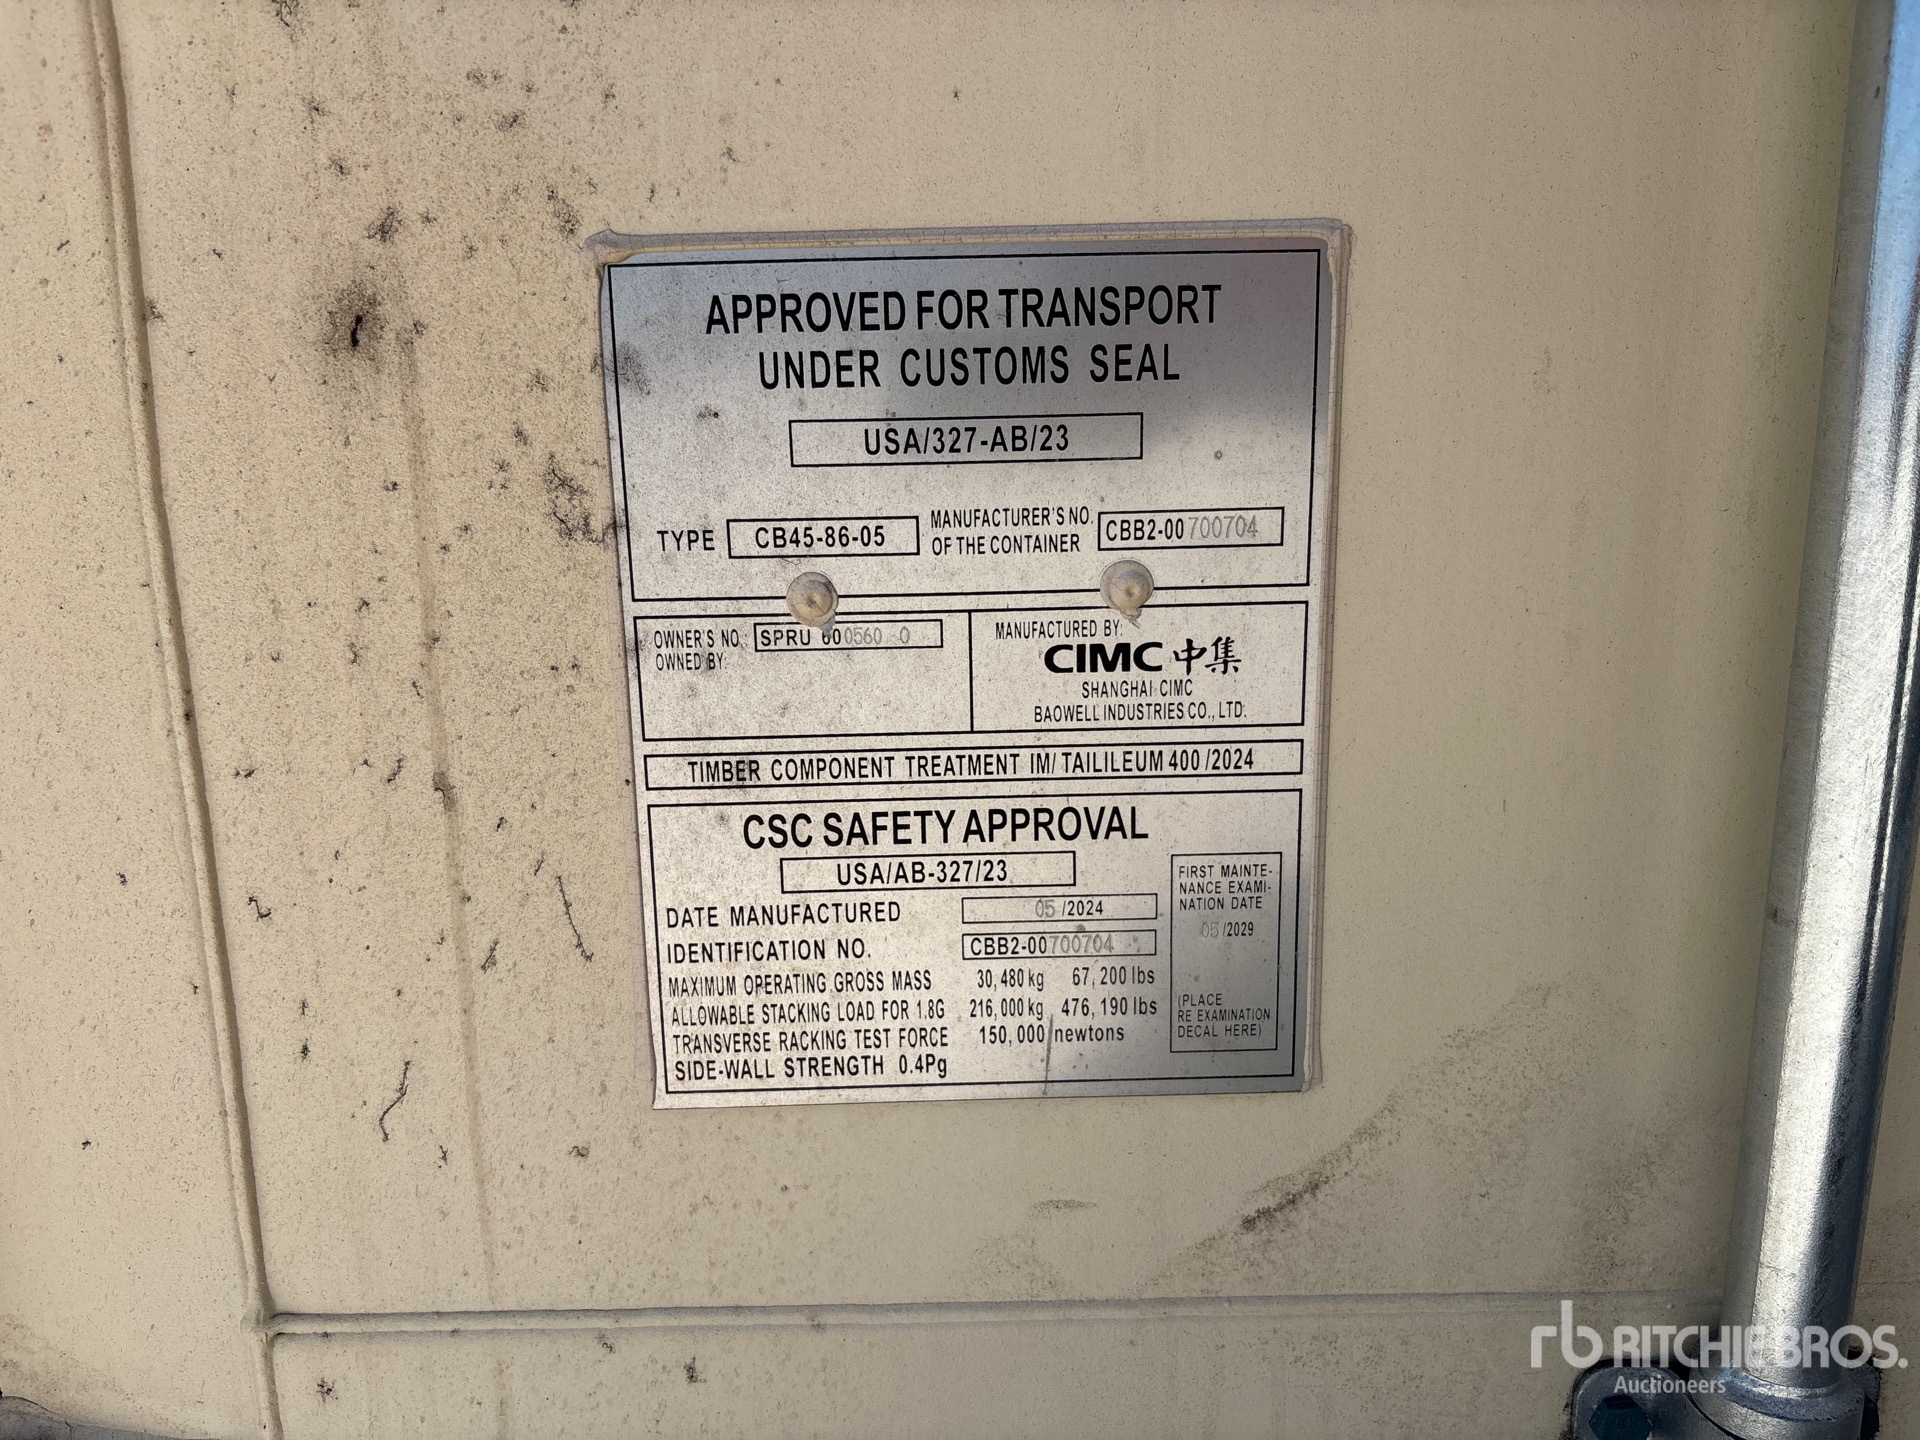 APPROVED FOR TRANSPORT
UNDER CUSTOMS SEAL
USA/327-AB/23
TYPE CB45-86-05
MANUFACTURER'S NO.
OF THE CONTAINER
CBB2-00700704
OWNER'S NO.: SPRU 600560 0
OWNED BY:
MANUFACTURED BY:
CIMC 中集
SHANGHAI CIMC
BAOWELL INDUSTRIES CO., LTD.
TIMBER COMPONENT TREATMENT IM/ TAILILEUM 400 /2024
CSC SAFETY APPROVAL
USA/AB-327/23
DATE MANUFACTURED 05 /2024
IDENTIFICATION NO. CBB2-00700704
MAXIMUM OPERATING GROSS MASS 30,480 kg 67,200 lbs
ALLOWABLE STACKING LOAD FOR 1.8G 216,000 kg 476,190 lbs
TRANSVERSE RACKING TEST FORCE 150,000 newtons
SIDE-WALL STRENGTH 0.4Pg
FIRST MAINTE-
NANCE EXAMI-
NATION DATE
05 /2029
(PLACE
RE EXAMINATION
DECAL HERE)
rb RITCHIE BROS.
Auctioneers